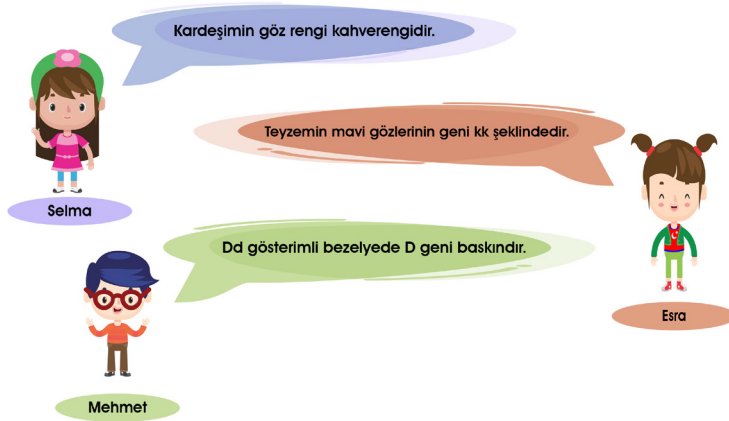 Kardeşimin göz rengi kahverengidir.
Teyzemin mavi gözlerinin geni kk şeklindedir.
Selma
Dd gösterimli bezelyede D geni baskındır.
Esra
Mehmet